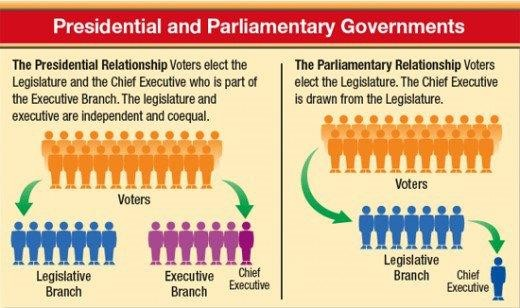 Presidential and Parliamentary Governments
The Presidential Relationship Voters elect the
Legislature and the Chief Executive who is part of
the Executive Branch. The legislature and
executive are independent and coequal.
Voters
Legislative
Branch
Executive
Branch
Chief
Executive
The Parliamentary Relationship Voters
elect the Legislature. The Chief Executive
is drawn from the Legislature.
Voters
Legislative
Branch
Chief
Executive